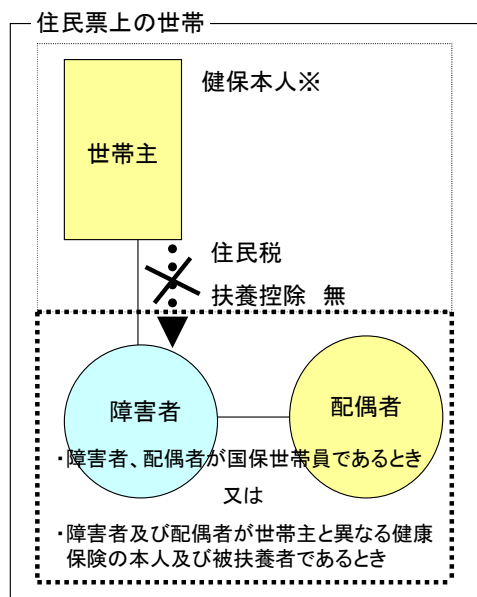 住民票上の世帯
健保本人※
世帯主
住民税
扶養控除 無
障害者
配偶者
・障害者、配偶者が国保世帯員であるとき
又は
・障害者及び配偶者が世帯主と異なる健康
保険の本人及び被扶養者であるとき